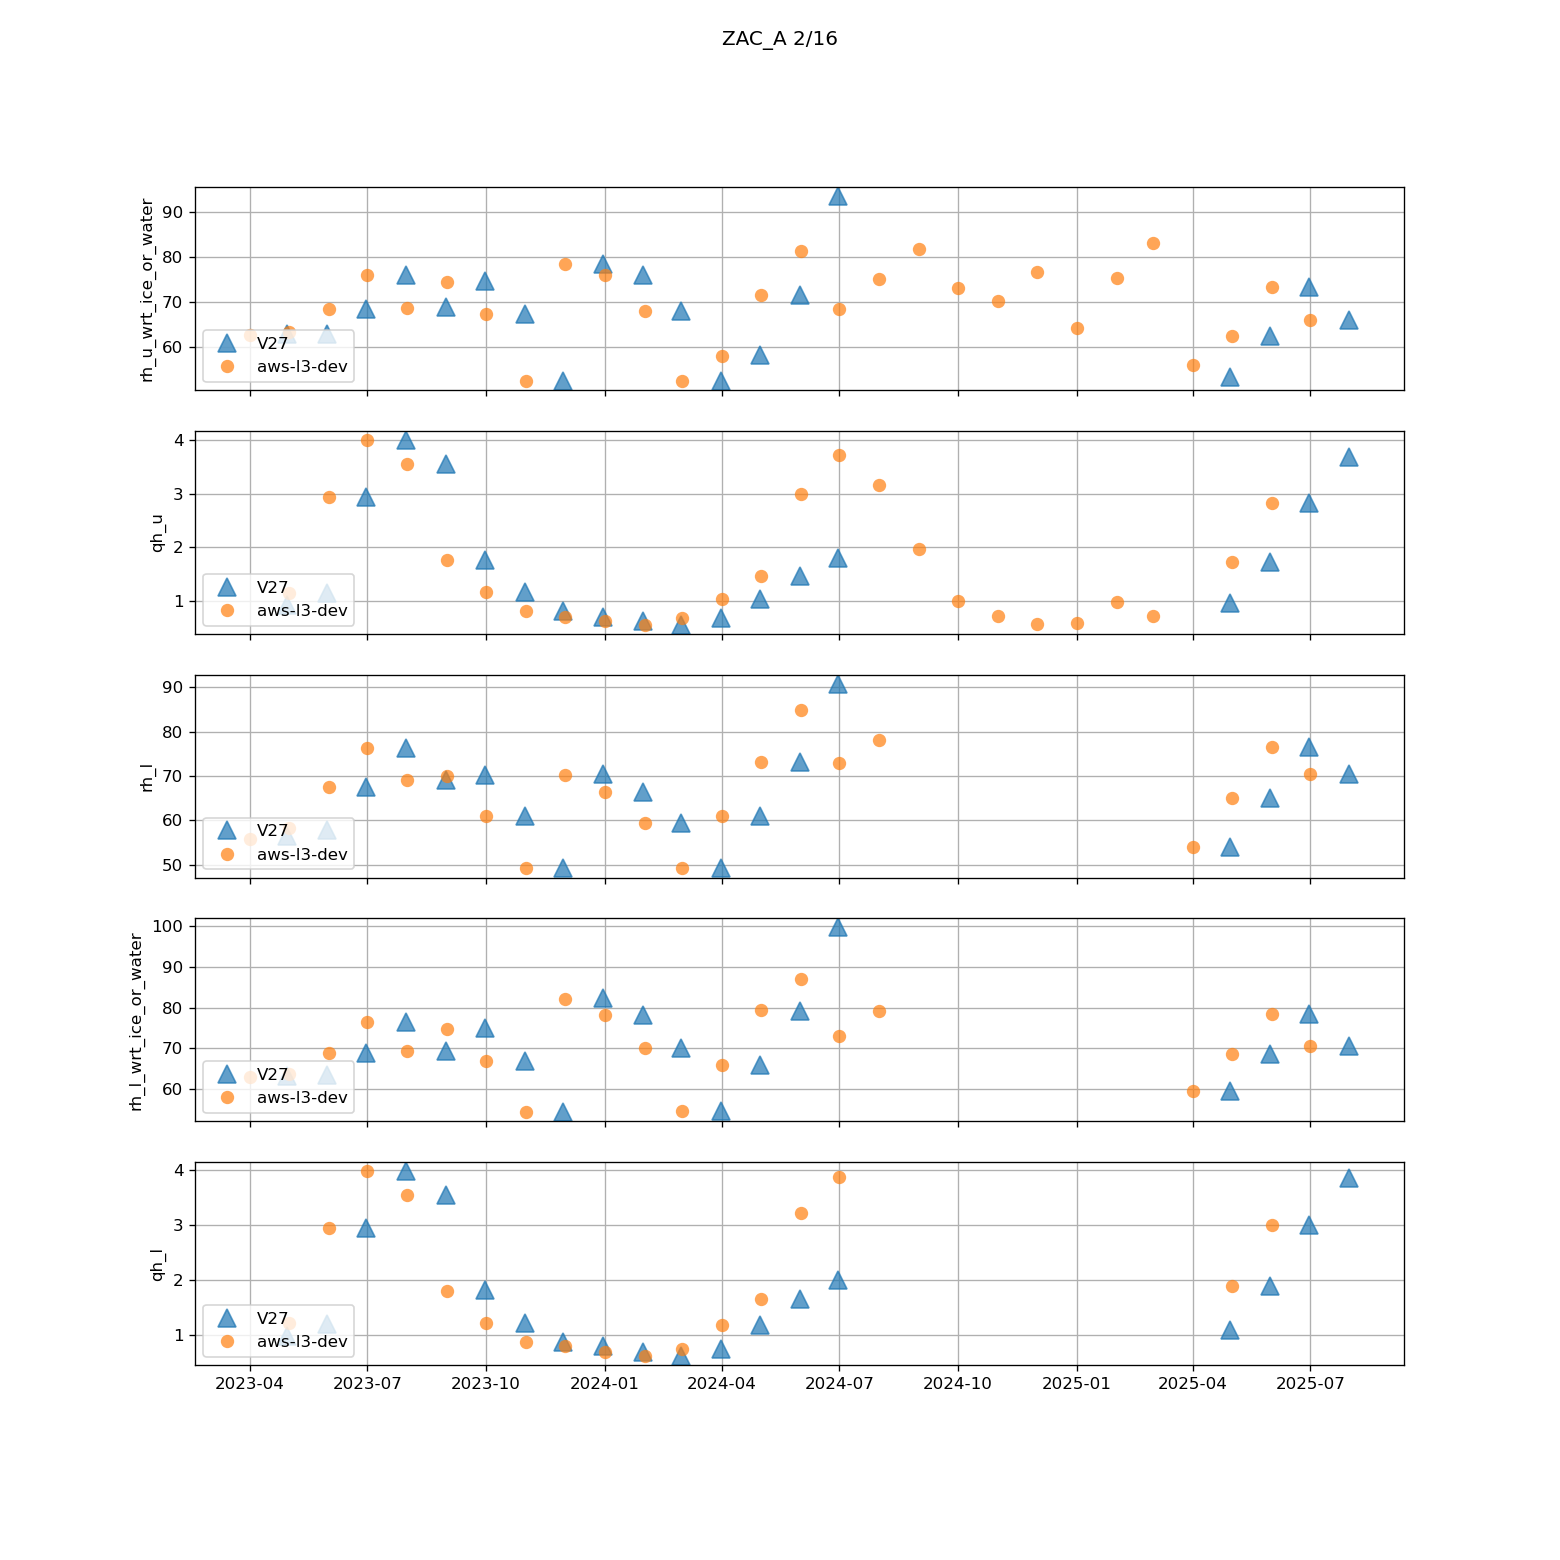 ZAC_A 2/16
rh_u_wrt_ice_or_water
90
80
70
60
V27
aws-l3-dev
qh_u
4
3
2
1
V27
aws-l3-dev
rh_l
90
80
70
60
50
V27
aws-l3-dev
rh_l_wrt_ice_or_water
100
90
80
70
60
V27
aws-l3-dev
qh_l
4
3
2
1
V27
aws-l3-dev
2023-04 2023-07 2023-10 2024-01 2024-04 2024-07 2024-10 2025-01 2025-04 2025-07